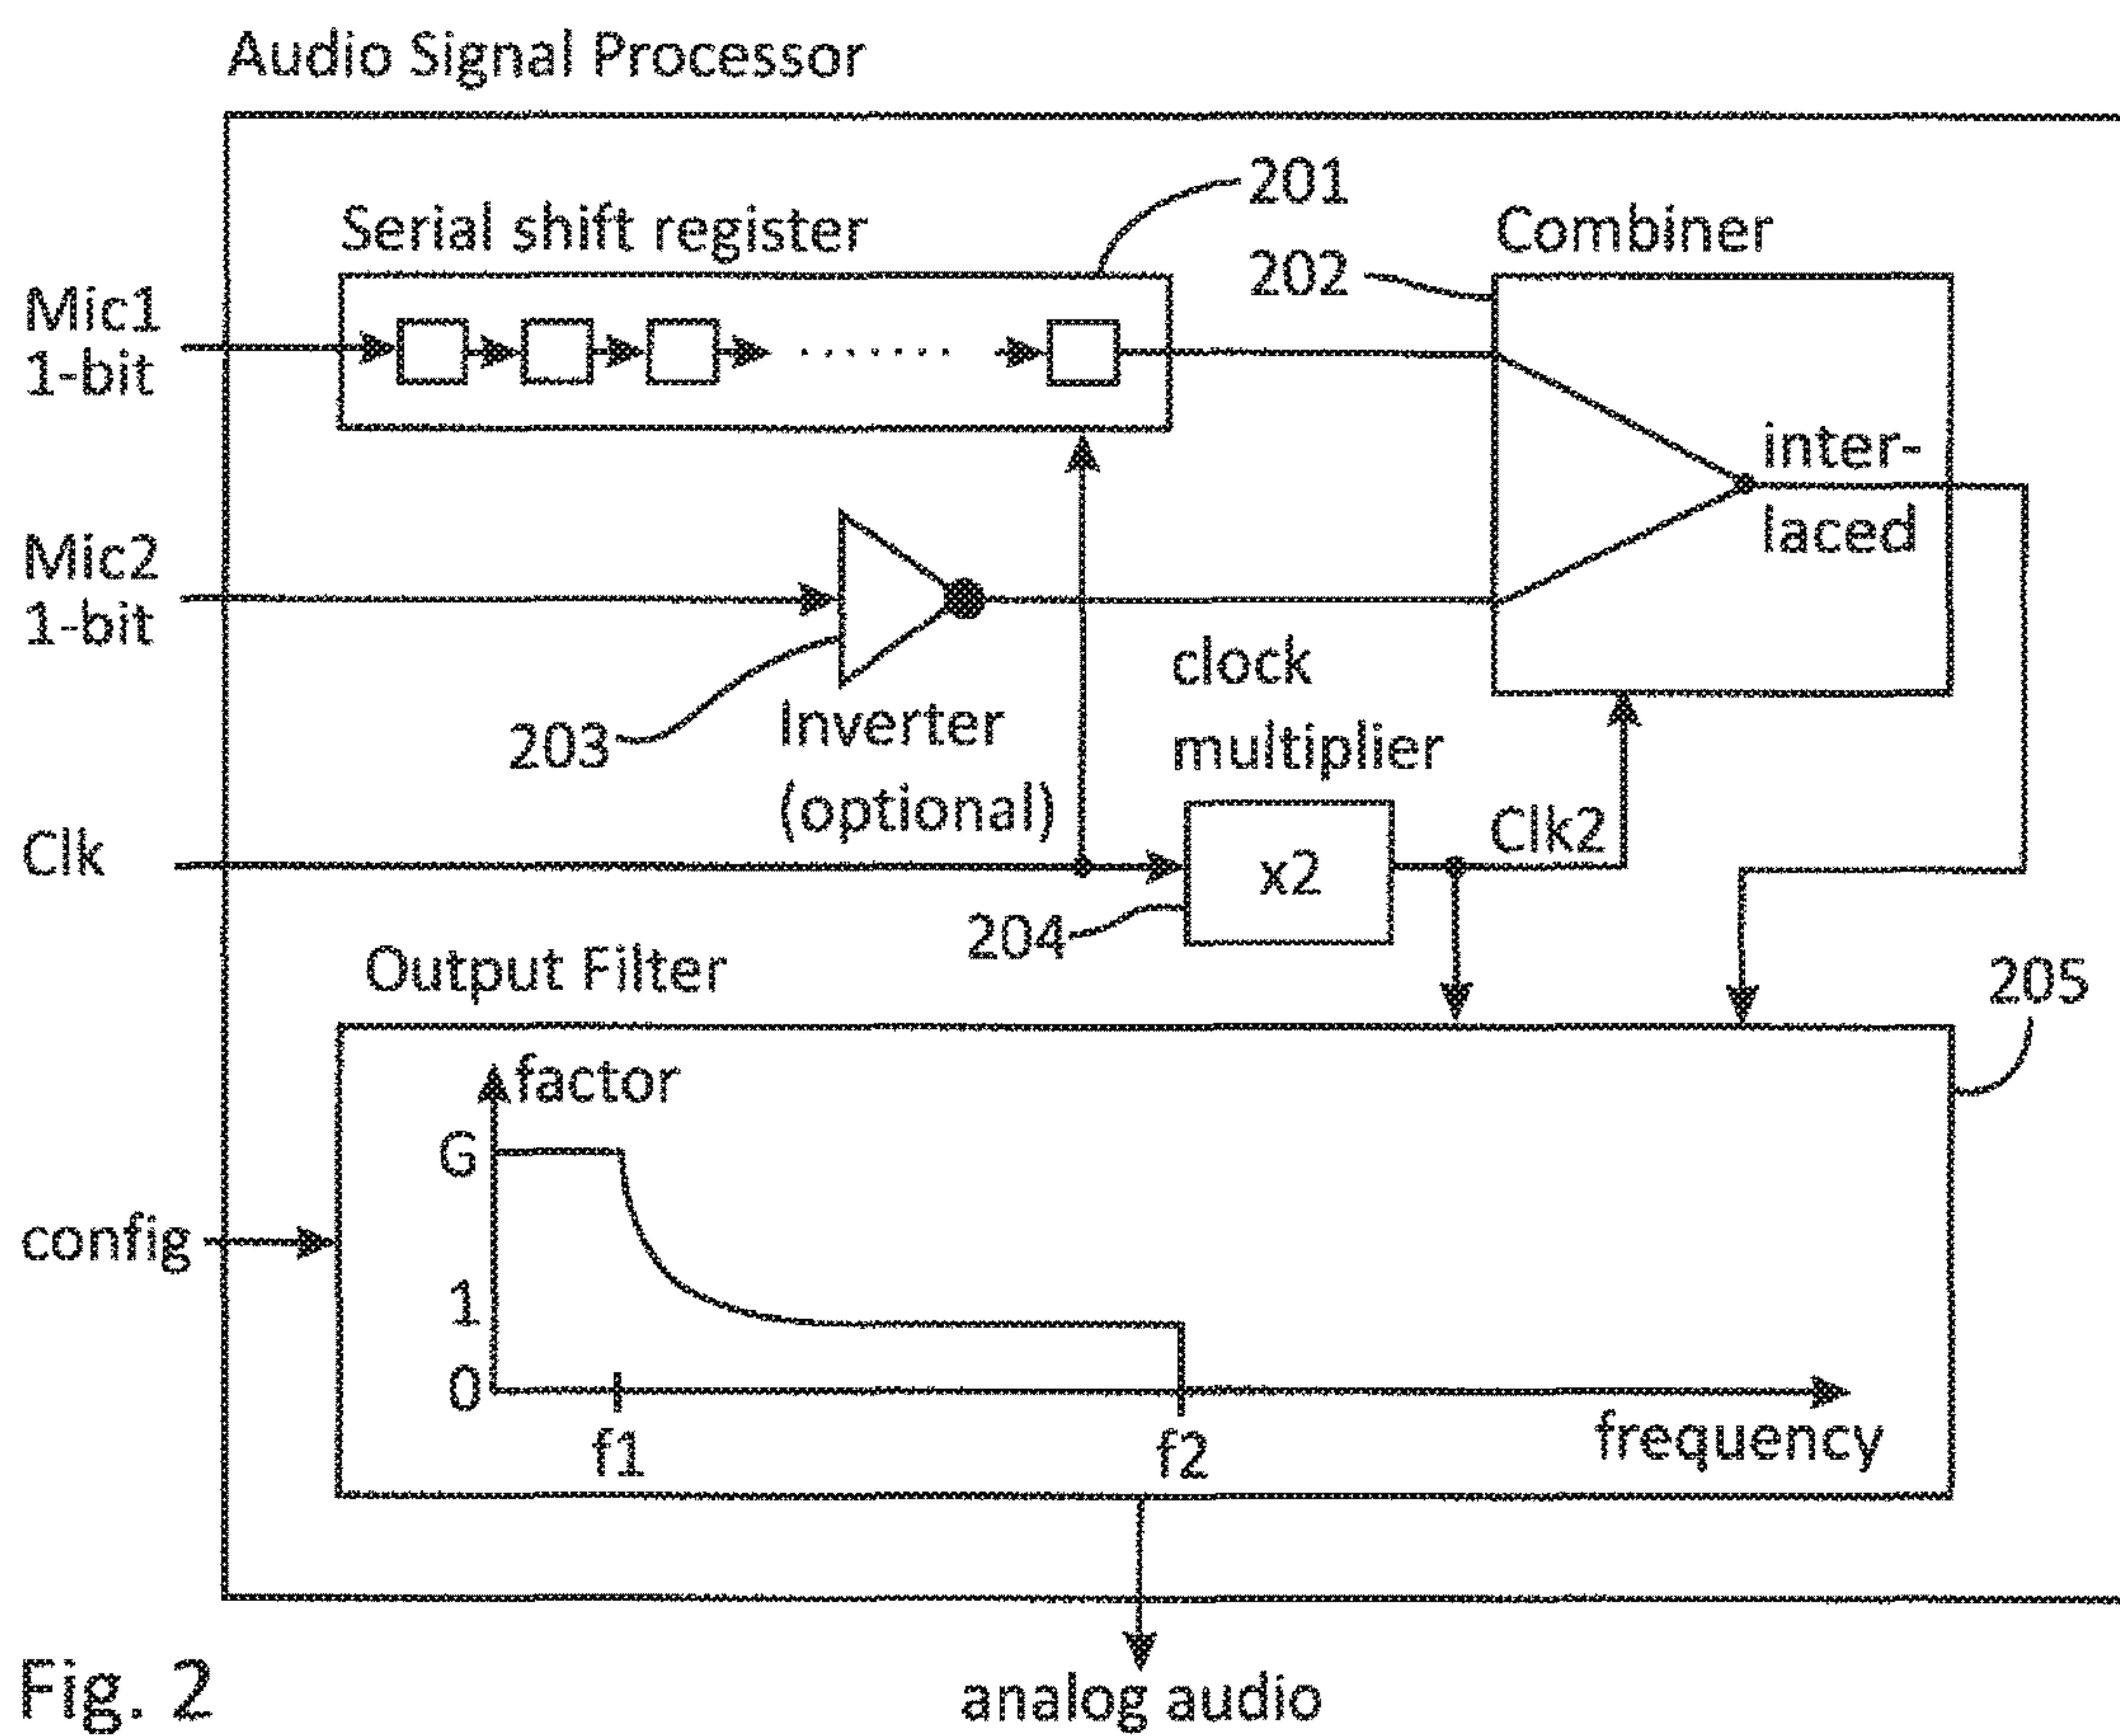 Audio Signal Processor
201
Serial shift register
Combiner
202
Mic1
1-bit
inter-
laced
Mic2
1-bit
clock
multiplier
203
Inverter
(optional)
Clk
x2
Clk2
204
Output Filter
205
factor
G
config
1
0
f1
f2
frequency
analog audio
Fig. 2